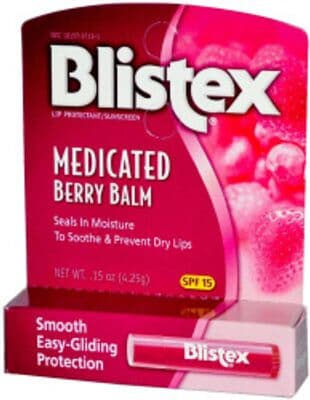 Blistex®
LIP PROTECTANT/SUNSCREEN
MEDICATED
BERRY BALM
Seals In Moisture
To Soothe & Prevent Dry Lips
NET WT. .15 oz (4.25g)
SPF 15
Smooth
Easy-Gliding
Protection
Blistex